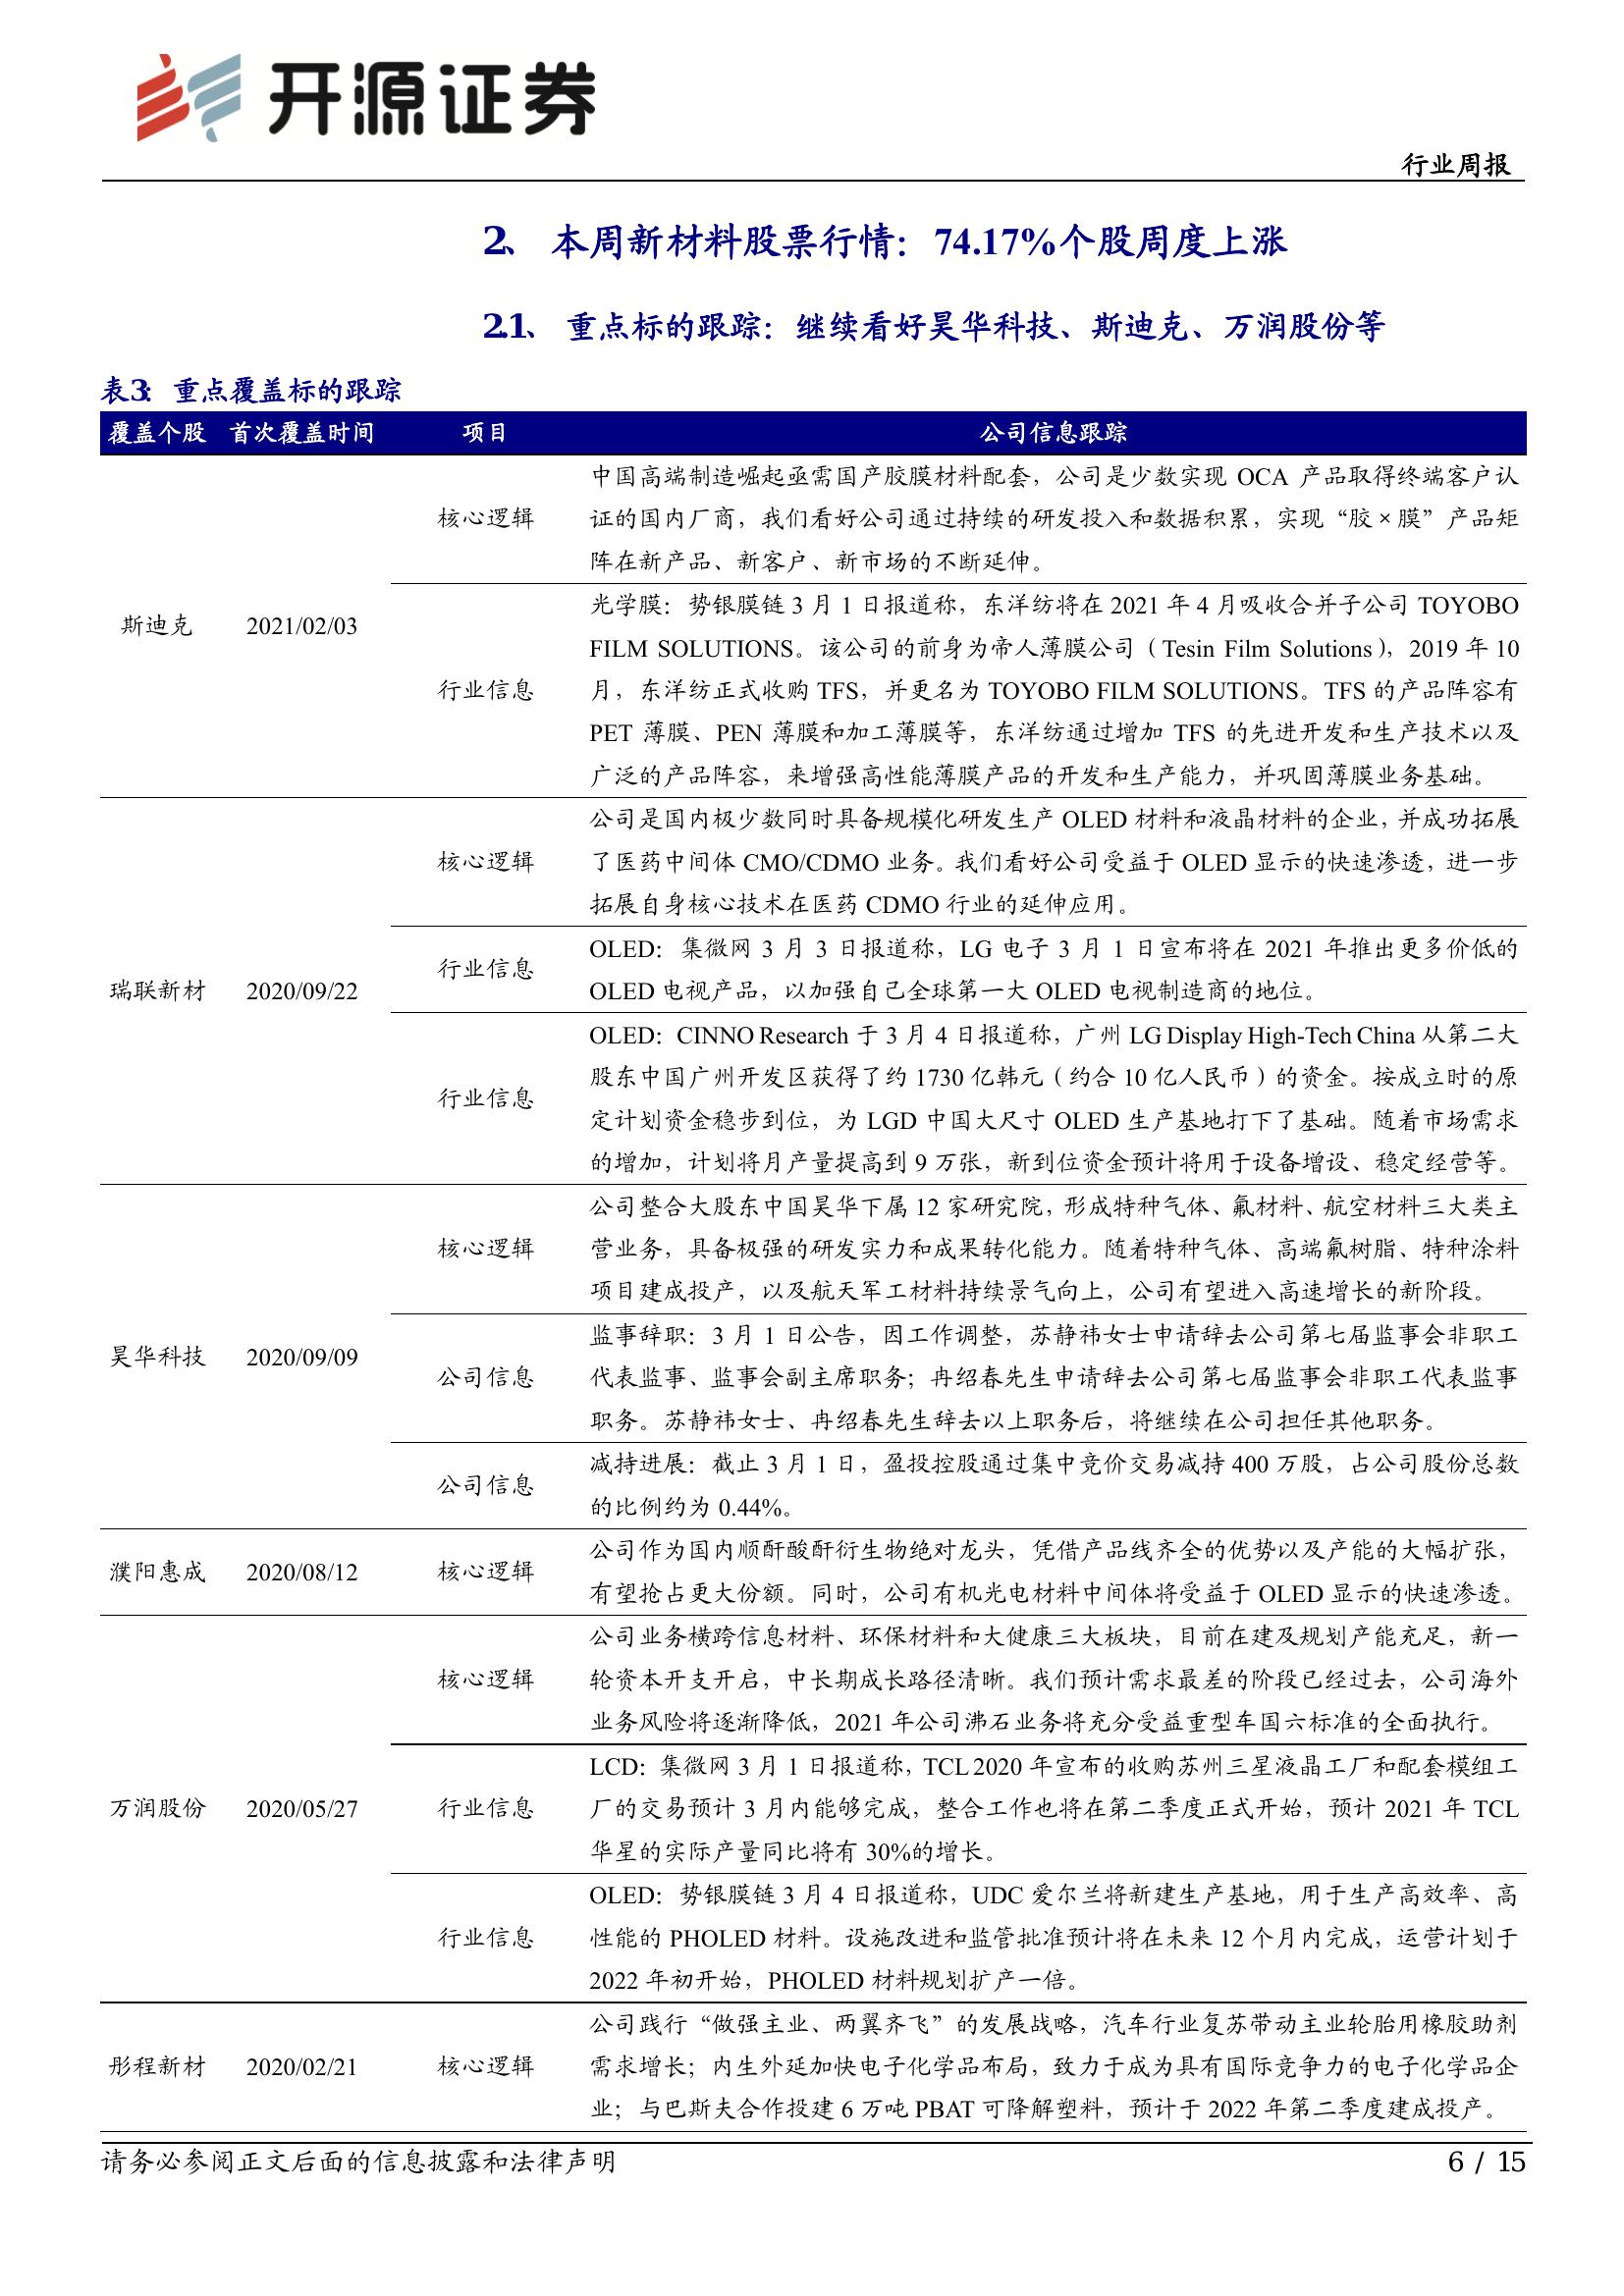 开源证券
行业周报
2、 本周新材料股票行情：74.17%个股周度上涨
2.1、 重点标的跟踪：继续看好昊华科技、斯迪克、万润股份等
表3： 重点覆盖标的跟踪
覆盖个股 首次覆盖时间 项目 公司信息跟踪
斯迪克 2021/02/03
核心逻辑
中国高端制造崛起亟需国产胶膜材料配套，公司是少数实现 OCA 产品取得终端客户认
证的国内厂商，我们看好公司通过持续的研发投入和数据积累，实现“胶×膜”产品矩
阵在新产品、新客户、新市场的不断延伸。
行业信息
光学膜：势银膜链 3 月 1 日报道称，东洋纺将在 2021 年 4 月吸收合并子公司 TOYOBO
FILM SOLUTIONS。该公司的前身为帝人薄膜公司（Tesin Film Solutions），2019 年 10
月，东洋纺正式收购 TFS，并更名为 TOYOBO FILM SOLUTIONS。TFS 的产品阵容有
PET 薄膜、PEN 薄膜和加工薄膜等，东洋纺通过增加 TFS 的先进开发和生产技术以及
广泛的产品阵容，来增强高性能薄膜产品的开发和生产能力，并巩固薄膜业务基础。
瑞联新材 2020/09/22
核心逻辑
公司是国内极少数同时具备规模化研发生产 OLED 材料和液晶材料的企业，并成功拓展
了医药中间体 CMO/CDMO 业务。我们看好公司受益于 OLED 显示的快速渗透，进一步
拓展自身核心技术在医药 CDMO 行业的延伸应用。
行业信息
OLED：集微网 3 月 3 日报道称，LG 电子 3 月 1 日宣布将在 2021 年推出更多价低的
OLED 电视产品，以加强自己全球第一大 OLED 电视制造商的地位。
行业信息
OLED：CINNO Research 于 3 月 4 日报道称，广州 LG Display High-Tech China 从第二大
股东中国广州开发区获得了约 1730 亿韩元（约合 10 亿人民币）的资金。按成立时的原
定计划资金稳步到位，为 LGD 中国大尺寸 OLED 生产基地打下了基础。随着市场需求
的增加，计划将月产量提高到 9 万张，新到位资金预计将用于设备增设、稳定经营等。
昊华科技 2020/09/09
核心逻辑
公司整合大股东中国昊华下属 12 家研究院，形成特种气体、氟材料、航空材料三大类主
营业务，具备极强的研发实力和成果转化能力。随着特种气体、高端氟树脂、特种涂料
项目建成投产，以及航天军工材料持续景气向上，公司有望进入高速增长的新阶段。
公司信息
监事辞职：3 月 1 日公告，因工作调整，苏静祎女士申请辞去公司第七届监事会非职工
代表监事、监事会副主席职务；冉绍春先生申请辞去公司第七届监事会非职工代表监事
职务。苏静祎女士、冉绍春先生辞去以上职务后，将继续在公司担任其他职务。
公司信息
减持进展：截止 3 月 1 日，盈投控股通过集中竞价交易减持 400 万股，占公司股份总数
的比例约为 0.44%。
濮阳惠成 2020/08/12
核心逻辑
公司作为国内顺酐酸酐衍生物绝对龙头，凭借产品线齐全的优势以及产能的大幅扩张，
有望抢占更大份额。同时，公司有机光电材料中间体将受益于 OLED 显示的快速渗透。
万润股份 2020/05/27
核心逻辑
公司业务横跨信息材料、环保材料和大健康三大板块，目前在建及规划产能充足，新一
轮资本开支开启，中长期成长路径清晰。我们预计需求最差的阶段已经过去，公司海外
业务风险将逐渐降低，2021 年公司沸石业务将充分受益重型车国六标准的全面执行。
行业信息
LCD：集微网 3 月 1 日报道称，TCL 2020 年宣布的收购苏州三星液晶工厂和配套模组工
厂的交易预计 3 月内能够完成，整合工作也将在第二季度正式开始，预计 2021 年 TCL
华星的实际产量同比将有 30%的增长。
行业信息
OLED：势银膜链 3 月 4 日报道称，UDC 爱尔兰将新建生产基地，用于生产高效率、高
性能的 PHOLED 材料。设施改进和监管批准预计将在未来 12 个月内完成，运营计划于
2022 年初开始，PHOLED 材料规划扩产一倍。
彤程新材 2020/02/21
核心逻辑
公司践行“做强主业、两翼齐飞”的发展战略，汽车行业复苏带动主业轮胎用橡胶助剂
需求增长；内生外延加快电子化学品布局，致力于成为具有国际竞争力的电子化学品企
业；与巴斯夫合作投建 6 万吨 PBAT 可降解塑料，预计于 2022 年第二季度建成投产。
请务必参阅正文后面的信息披露和法律声明 6 / 15